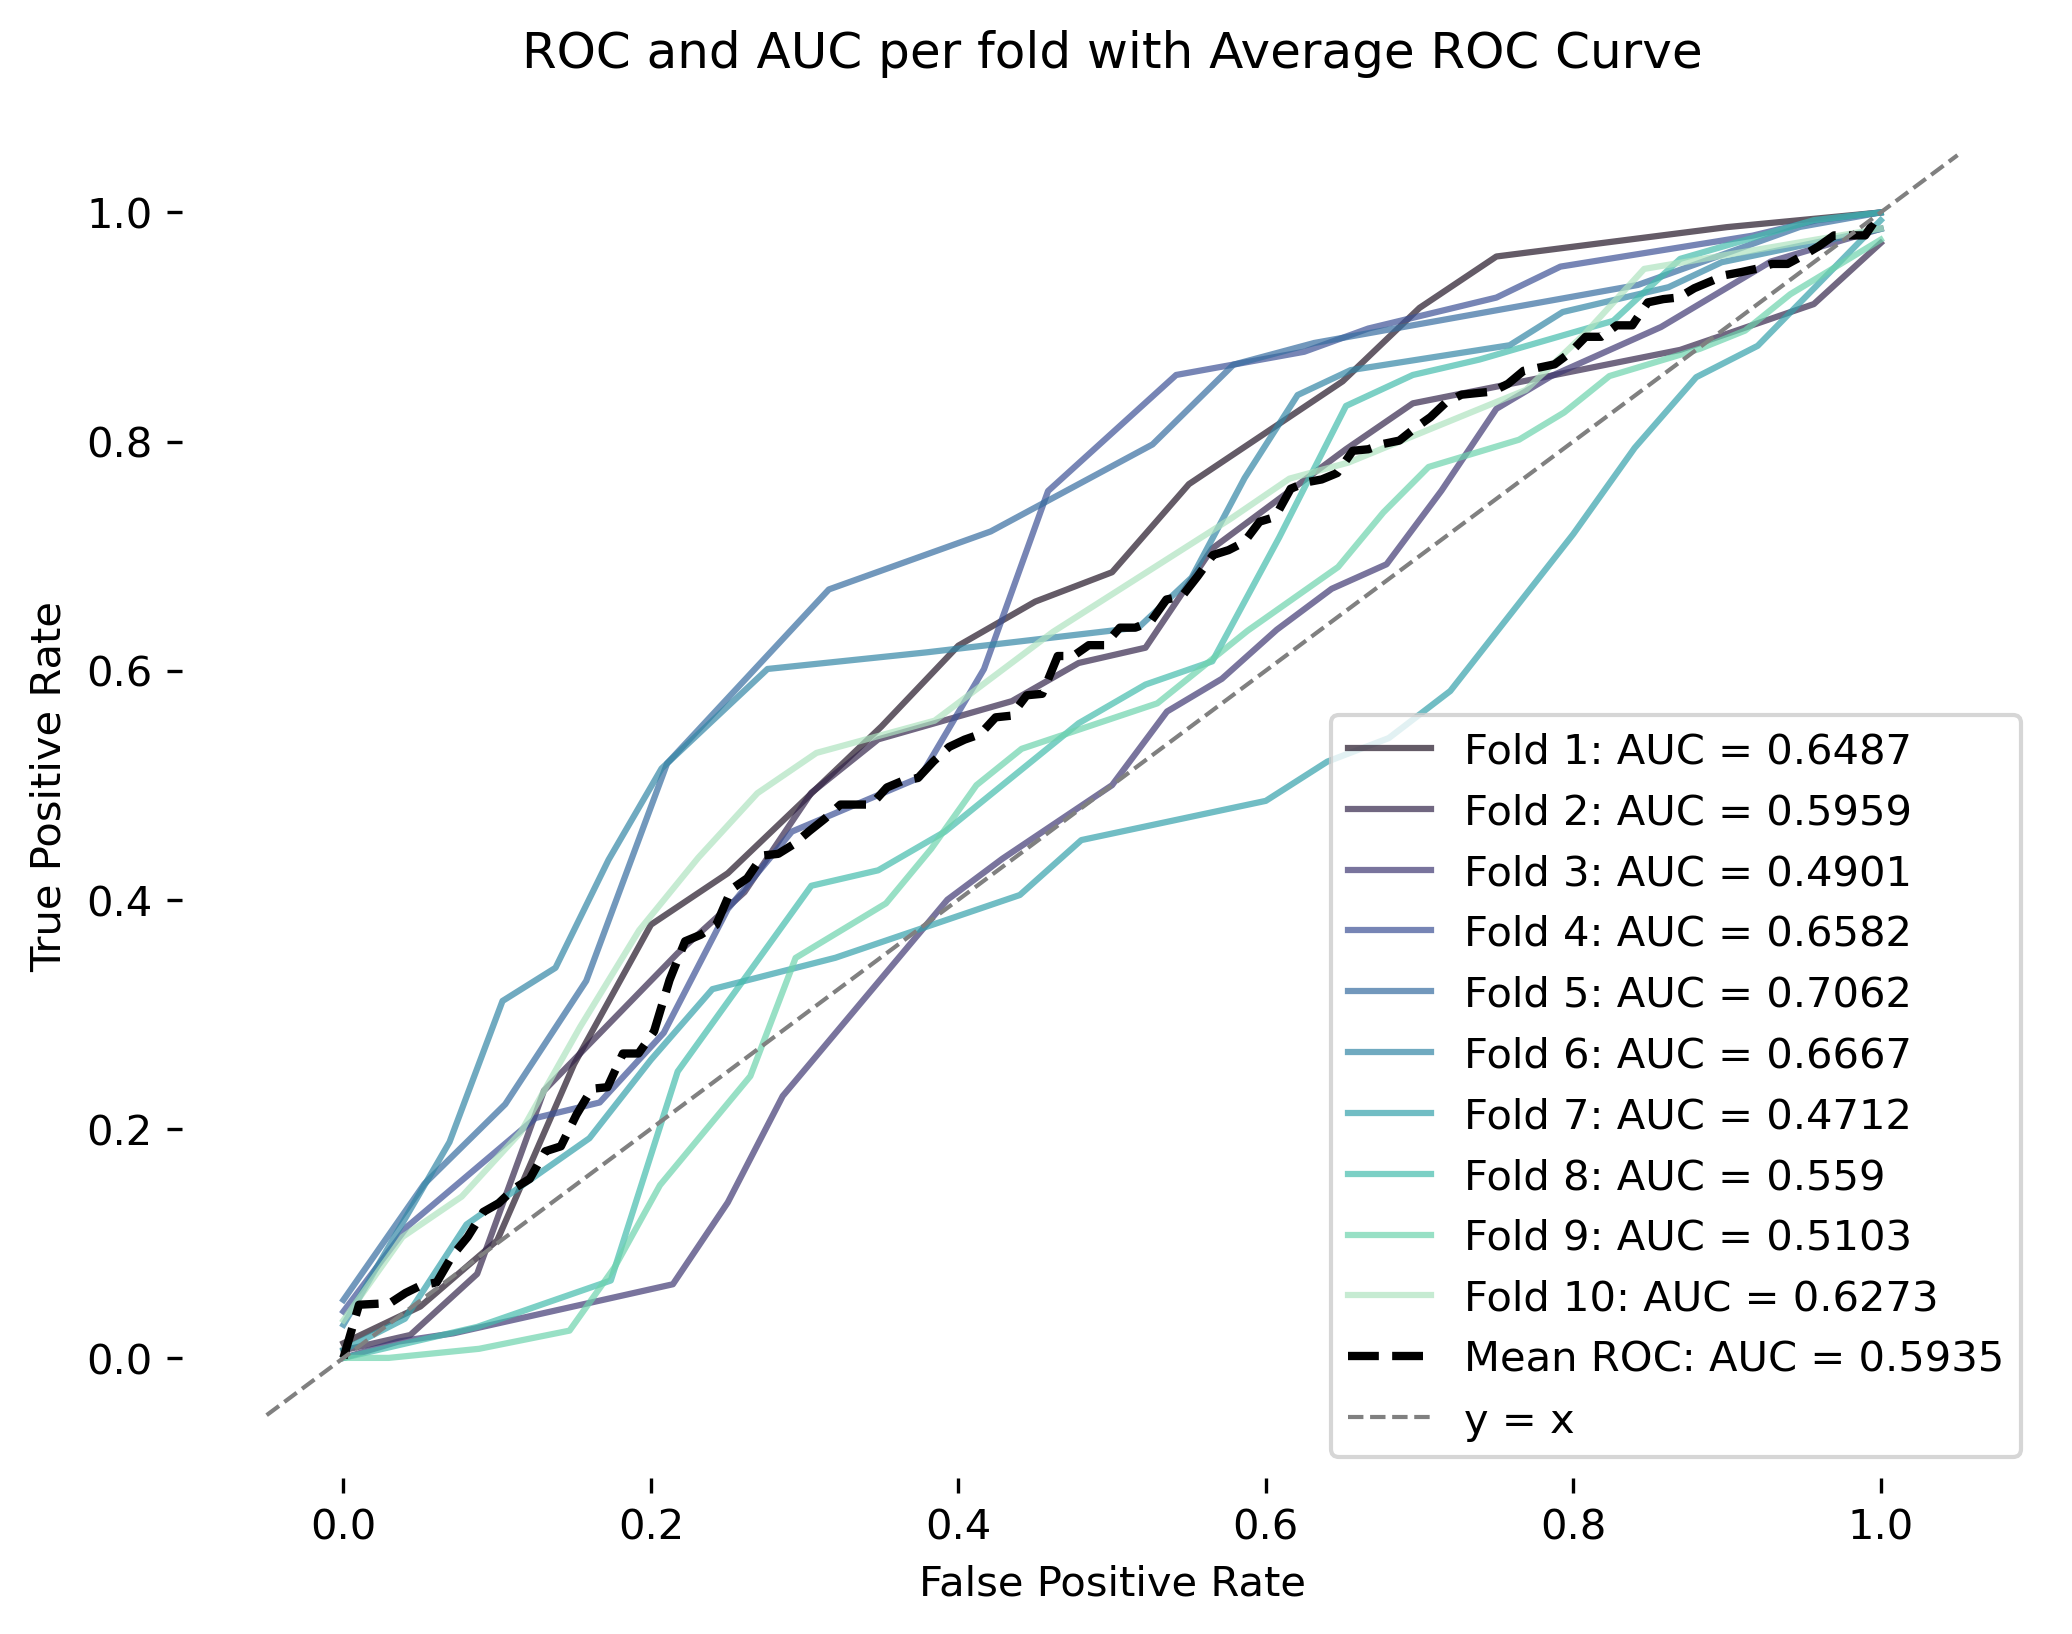 ROC and AUC per fold with Average ROC Curve
True Positive Rate
1.0
0.8
0.6
0.4
0.2
0.0
Fold 1: AUC = 0.6487
Fold 2: AUC = 0.5959
Fold 3: AUC = 0.4901
Fold 4: AUC = 0.6582
Fold 5: AUC = 0.7062
Fold 6: AUC = 0.6667
Fold 7: AUC = 0.4712
Fold 8: AUC = 0.559
Fold 9: AUC = 0.5103
Fold 10: AUC = 0.6273
Mean ROC: AUC = 0.5935
y = x
0.0 0.2 0.4 0.6 0.8 1.0
False Positive Rate